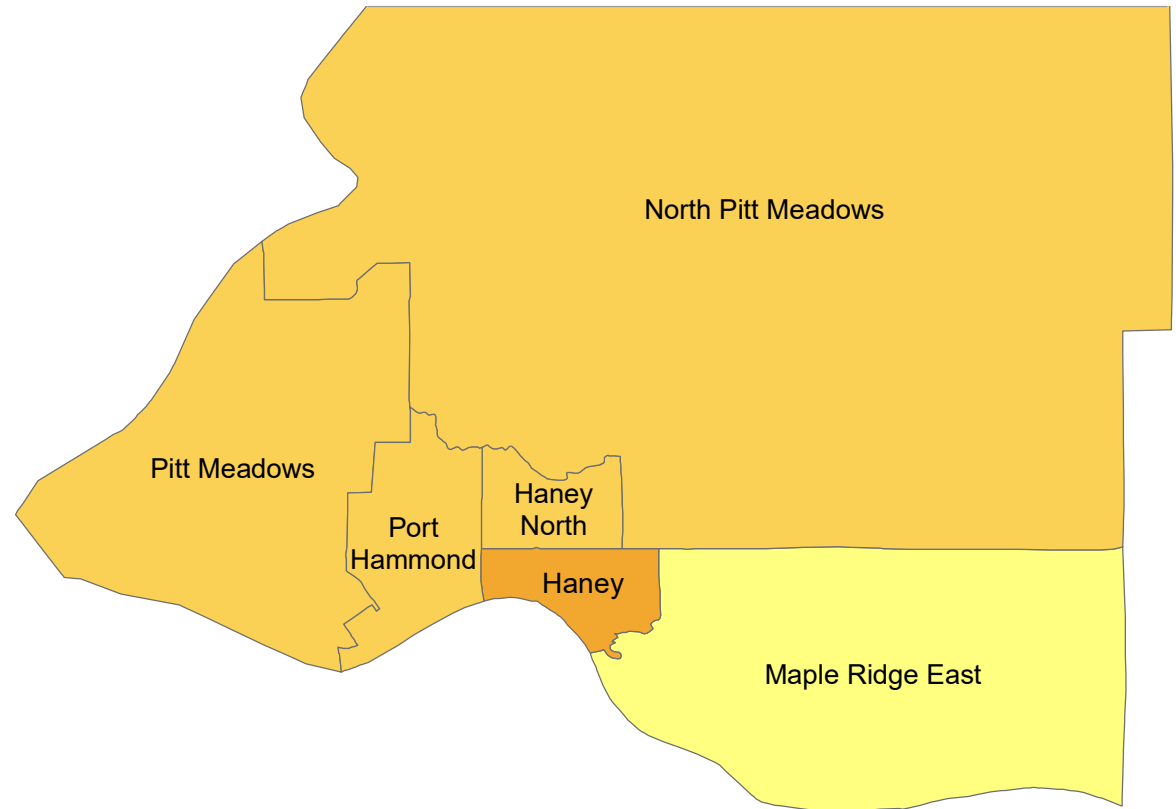 North Pitt Meadows
Pitt Meadows
Haney
North
Port
Hammond
Haney
Maple Ridge East